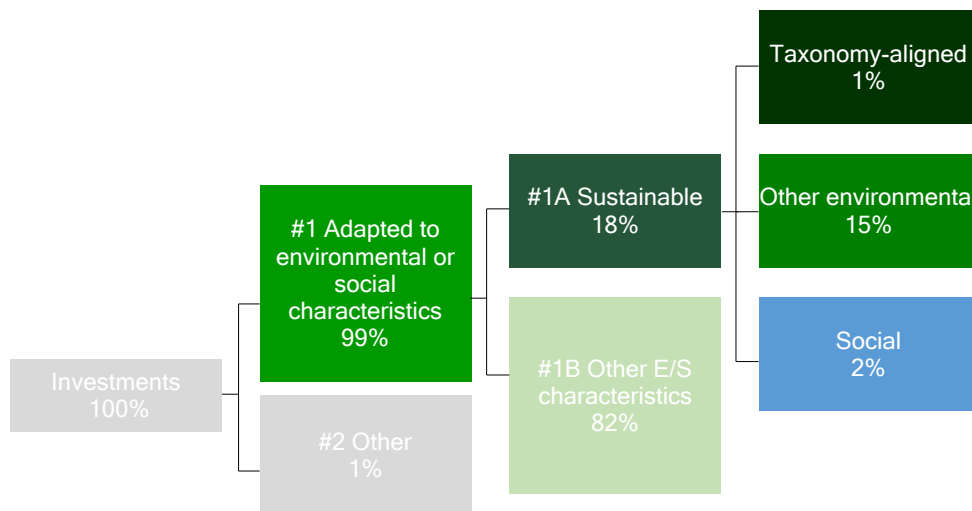 Investments
100%
#1 Adapted to
environmental or
social
characteristics
99%
#2 Other
1%
#1A Sustainable
18%
#1B Other E/S
characteristics
82%
Taxonomy-aligned
1%
Other environmenta
15%
Social
2%